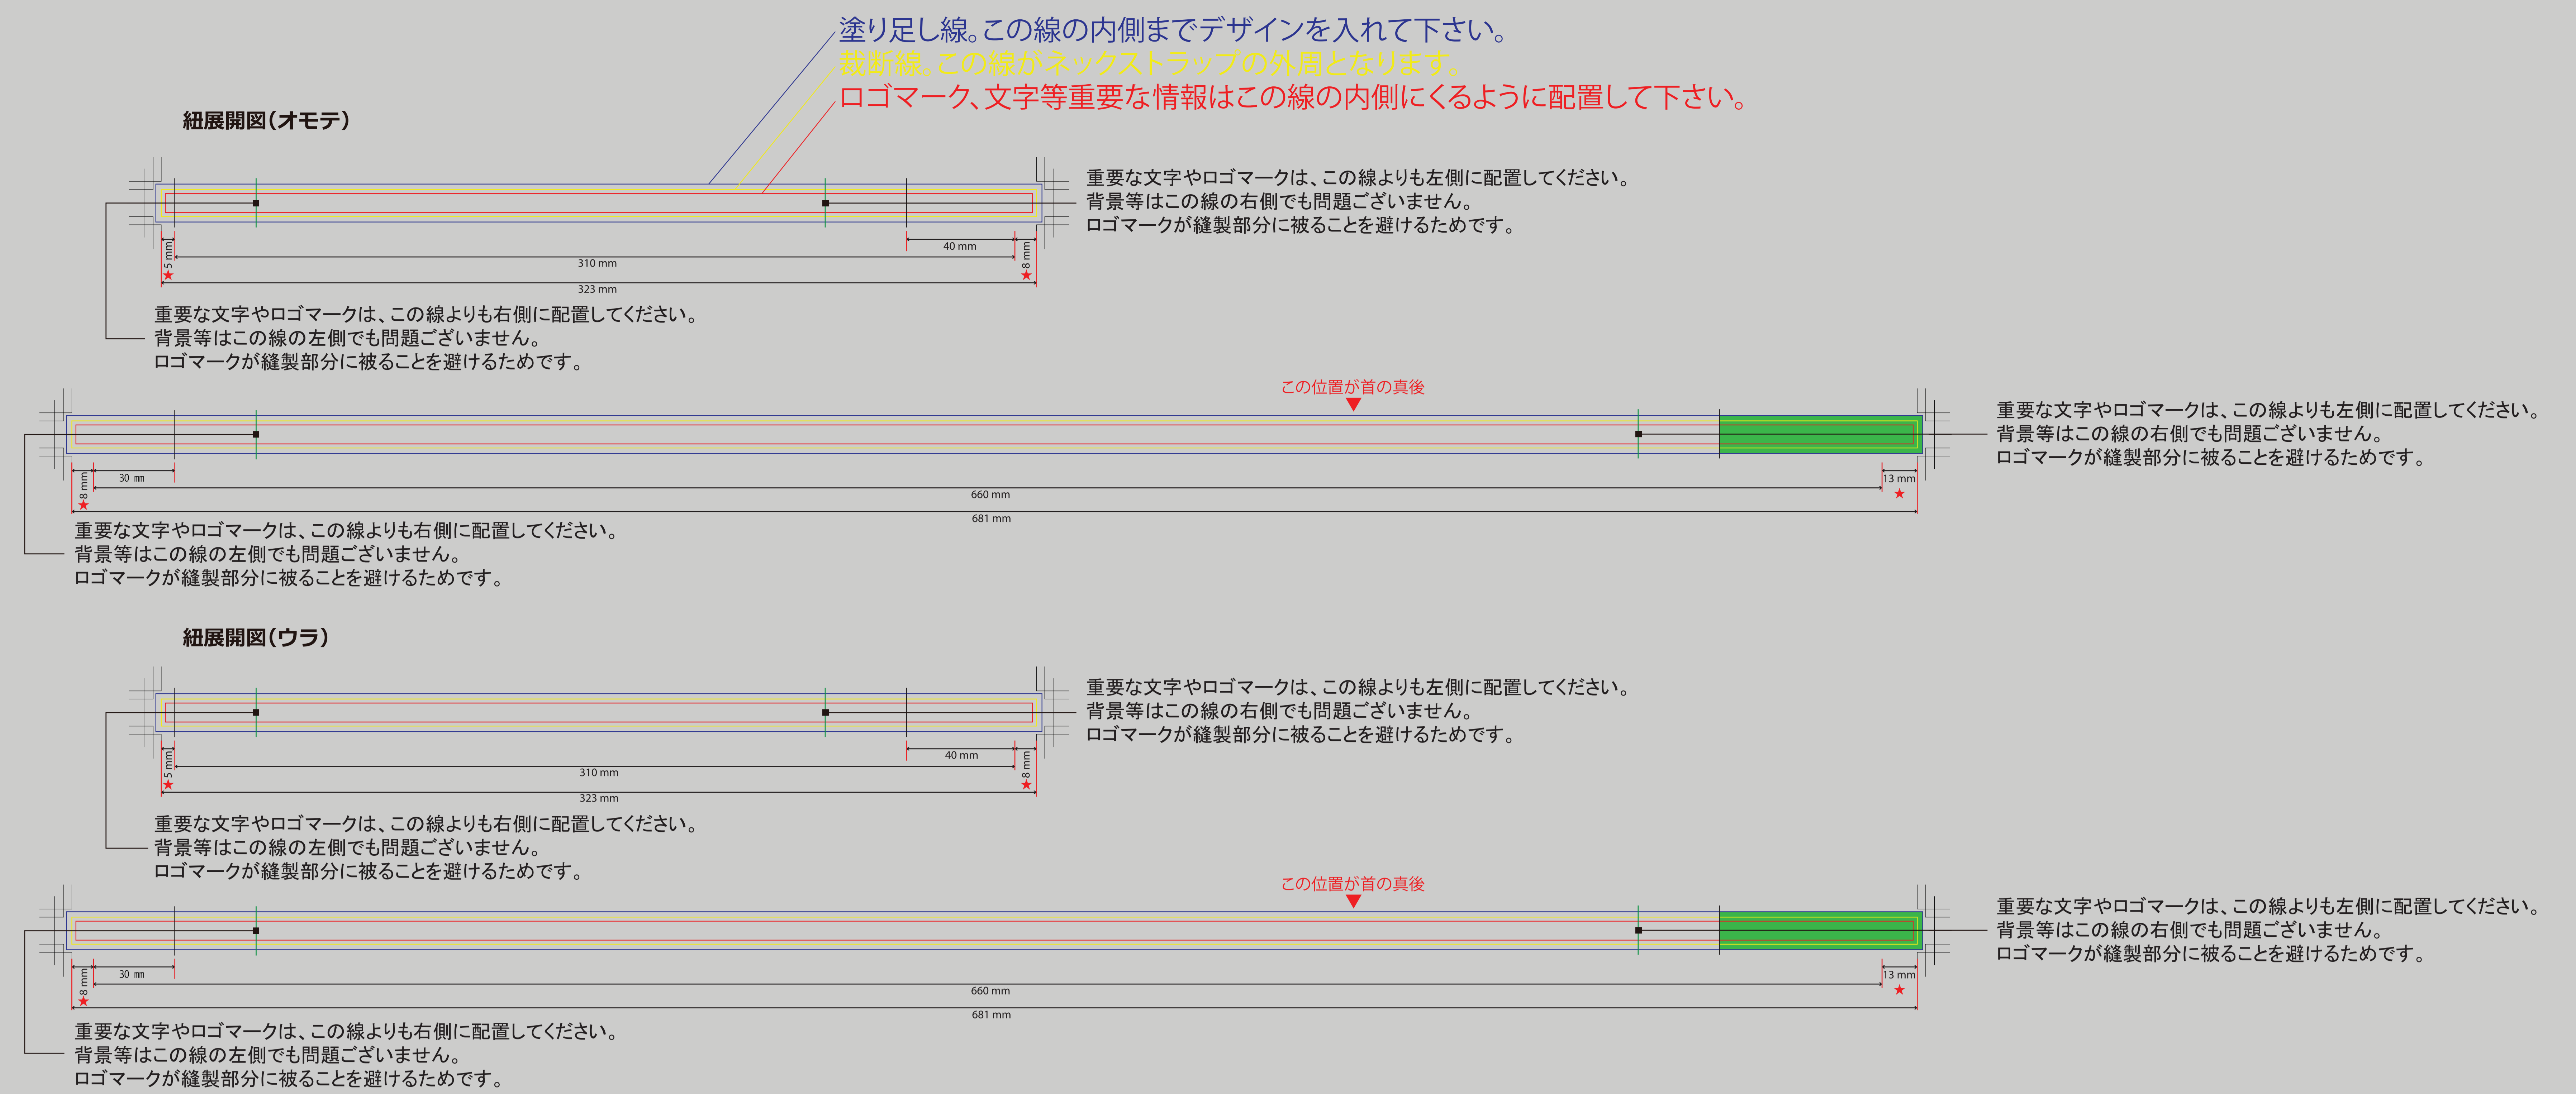 塗り足し線。この線の内側までデザインを入れて下さい。
裁断線。この線がネックストラップの外周となります。
ロゴマーク、文字等重要な情報はこの線の内側にくるように配置して下さい。
紐展開図(オモテ)
重要な文字やロゴマークは、この線よりも左側に配置してください。
背景等はこの線の右側でも問題ございません。
ロゴマークが縫製部分に被ることを避けるためです。
40 mm
★5 mm
310 mm
★8 mm
323 mm
重要な文字やロゴマークは、この線よりも右側に配置してください。
背景等はこの線の左側でも問題ございません。
ロゴマークが縫製部分に被ることを避けるためです。
この位置が首の真後
重要な文字やロゴマークは、この線よりも左側に配置してください。
背景等はこの線の右側でも問題ございません。
ロゴマークが縫製部分に被ることを避けるためです。
★8 mm
30 mm
13 mm
★
660 mm
681 mm
重要な文字やロゴマークは、この線よりも右側に配置してください。
背景等はこの線の左側でも問題ございません。
ロゴマークが縫製部分に被ることを避けるためです。
紐展開図(ウラ)
重要な文字やロゴマークは、この線よりも左側に配置してください。
背景等はこの線の右側でも問題ございません。
ロゴマークが縫製部分に被ることを避けるためです。
40 mm
★5 mm
310 mm
★8 mm
323 mm
重要な文字やロゴマークは、この線よりも右側に配置してください。
背景等はこの線の左側でも問題ございません。
ロゴマークが縫製部分に被ることを避けるためです。
この位置が首の真後
重要な文字やロゴマークは、この線よりも左側に配置してください。
背景等はこの線の右側でも問題ございません。
ロゴマークが縫製部分に被ることを避けるためです。
★8 mm
30 mm
13 mm
★
660 mm
681 mm
重要な文字やロゴマークは、この線よりも右側に配置してください。
背景等はこの線の左側でも問題ございません。
ロゴマークが縫製部分に被ることを避けるためです。